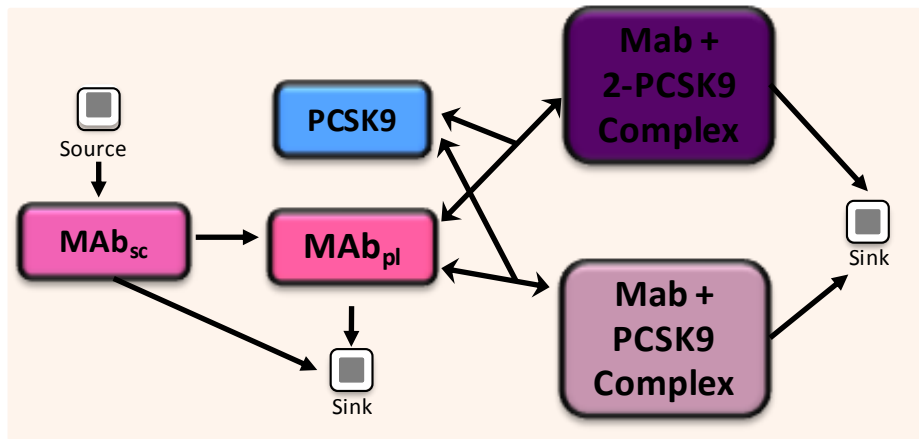 Source
MAbsc
PCSK9
MAbpl
Sink
Mab +
2-PCSK9
Complex
Mab +
PCSK9
Complex
Sink